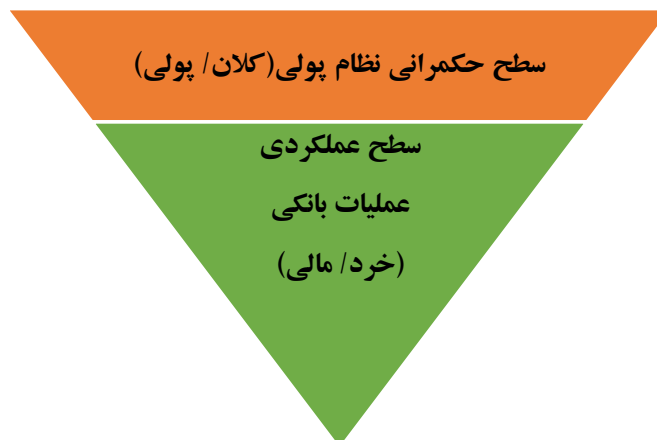 سطح حکمرانی نظام پولی(کلان/ پولی)
سطح عملکردی
عملیات بانکی
(خرد/ مالی)